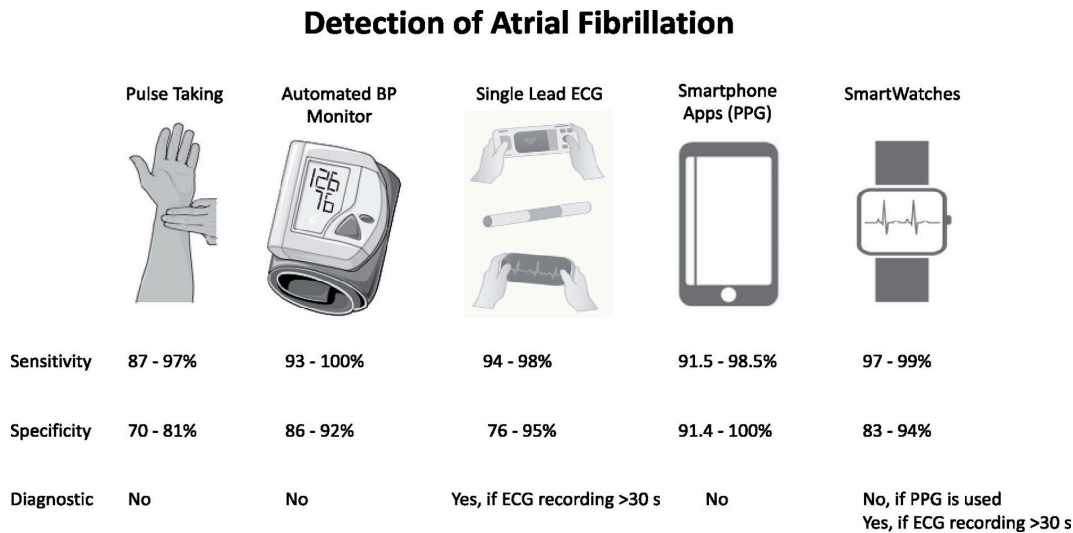 Detection of Atrial Fibrillation
Pulse Taking
Automated BP
Monitor
Single Lead ECG
Smartphone
Apps (PPG)
SmartWatches
126
76
Sensitivity 87 - 97% 93 - 100% 94 - 98% 91.5 - 98.5% 97 - 99%
Specificity 70 - 81% 86 - 92% 76 - 95% 91.4 - 100% 83 - 94%
Diagnostic No No Yes, if ECG recording >30 s No No, if PPG is used
Yes, if ECG recording >30 s